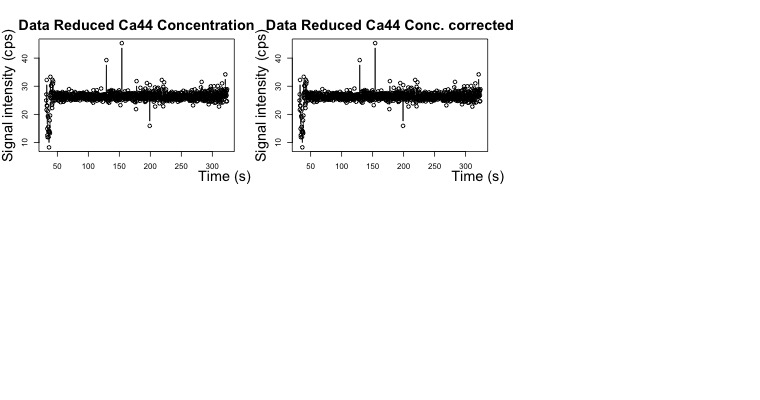 Data Reduced Ca44 Concentration
Signal intensity (cps)
40
30
20
10
50 100 150 200 250 300
Time (s)
Data Reduced Ca44 Conc. corrected
Signal intensity (cps)
40
30
20
10
50 100 150 200 250 300
Time (s)